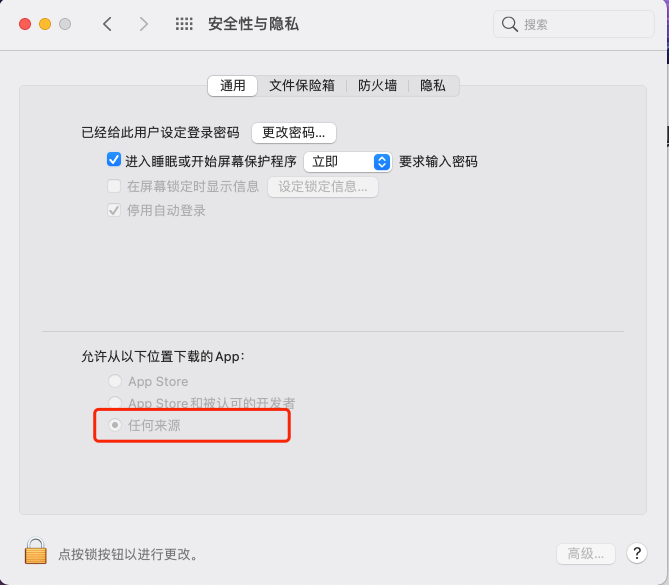 安全性与隐私
搜索
通用 文件保险箱 防火墙 隐私
已经给此用户设定登录密码 更改密码...
进入睡眠或开始屏幕保护程序 立即 要求输入密码
在屏幕锁定时显示信息 设定锁定信息...
停用自动登录
允许从以下位置下载的App：
App Store
App Store和被认可的开发者
任何来源
点按锁按钮以进行更改。
高级... ?